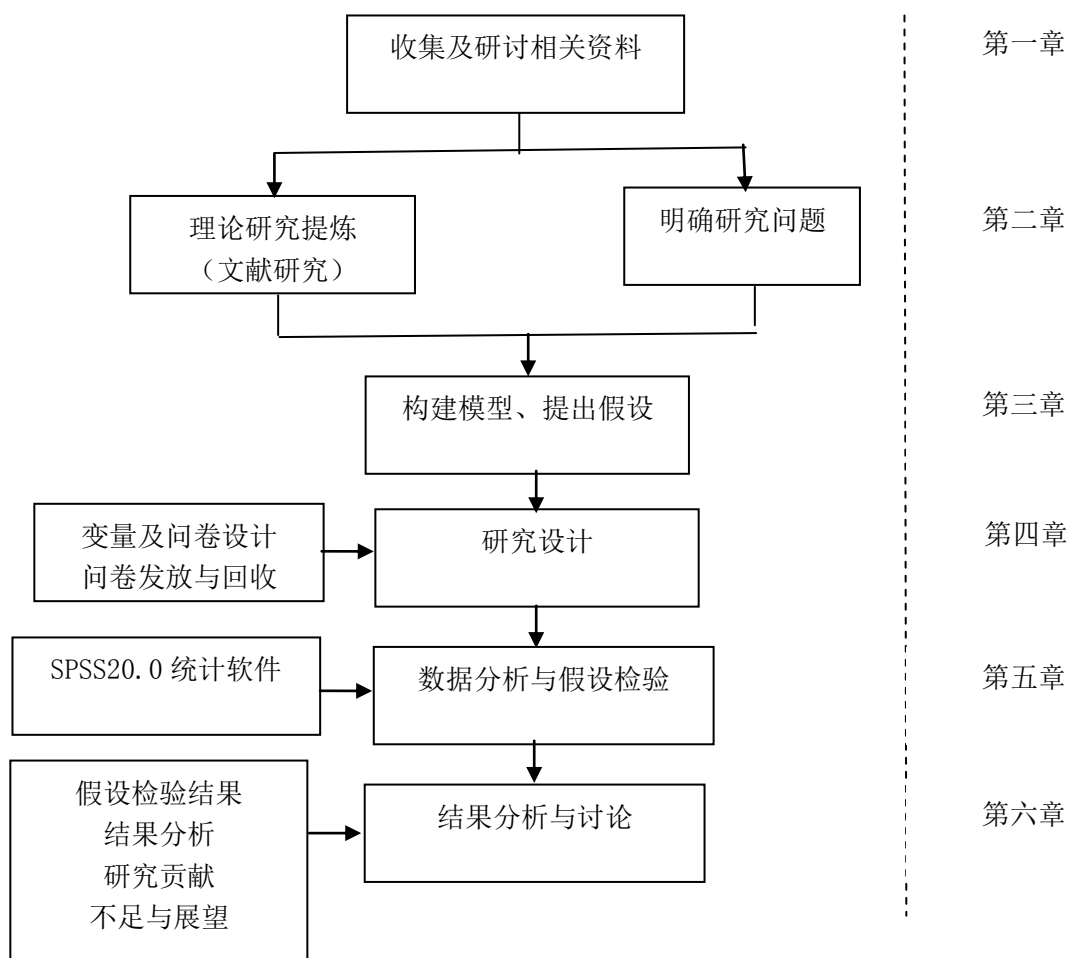 收集及研讨相关资料
第一章
理论研究提炼
（文献研究）
明确研究问题
第二章
构建模型、提出假设
第三章
变量及问卷设计
问卷发放与回收
研究设计
第四章
SPSS20.0 统计软件
数据分析与假设检验
第五章
假设检验结果
结果分析
研究贡献
不足与展望
结果分析与讨论
第六章